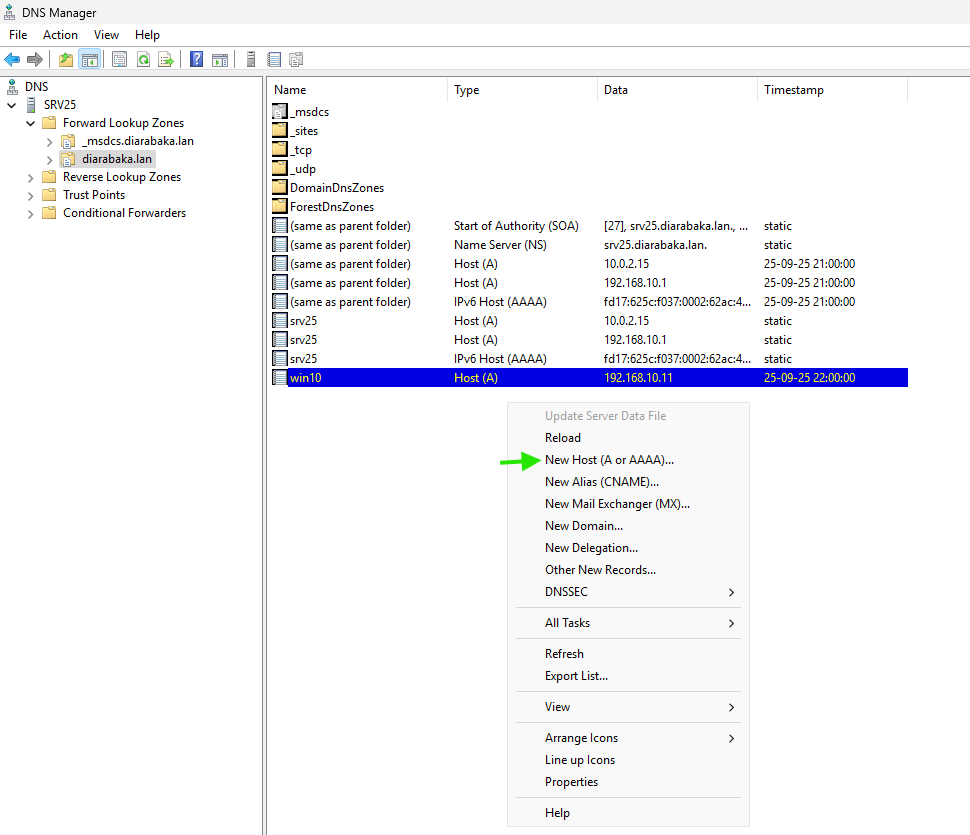 DNS Manager
File Action View Help
DNS
SRV25
Forward Lookup Zones
_msdcs.diarabaka.lan
diarabaka.lan
Reverse Lookup Zones
Trust Points
Conditional Forwarders
Name Type Data Timestamp
_msdcs
_sites
_tcp
_udp
DomainDnsZones
ForestDnsZones
(same as parent folder) Start of Authority (SOA) [27], srv25.diarabaka.lan., ... static
(same as parent folder) Name Server (NS) srv25.diarabaka.lan. static
(same as parent folder) Host (A) 10.0.2.15 25-09-25 21:00:00
(same as parent folder) Host (A) 192.168.10.1 25-09-25 21:00:00
(same as parent folder) IPv6 Host (AAAA) fd17:625c:f037:0002:62ac:4... 25-09-25 21:00:00
srv25 Host (A) 10.0.2.15 static
srv25 Host (A) 192.168.10.1 static
srv25 IPv6 Host (AAAA) fd17:625c:f037:0002:62ac:4... static
win10 Host (A) 192.168.10.11 25-09-25 22:00:00
Update Server Data File
Reload
New Host (A or AAAA)...
New Alias (CNAME)...
New Mail Exchanger (MX)...
New Domain...
New Delegation...
Other New Records...
DNSSEC
All Tasks
Refresh
Export List...
View
Arrange Icons
Line up Icons
Properties
Help